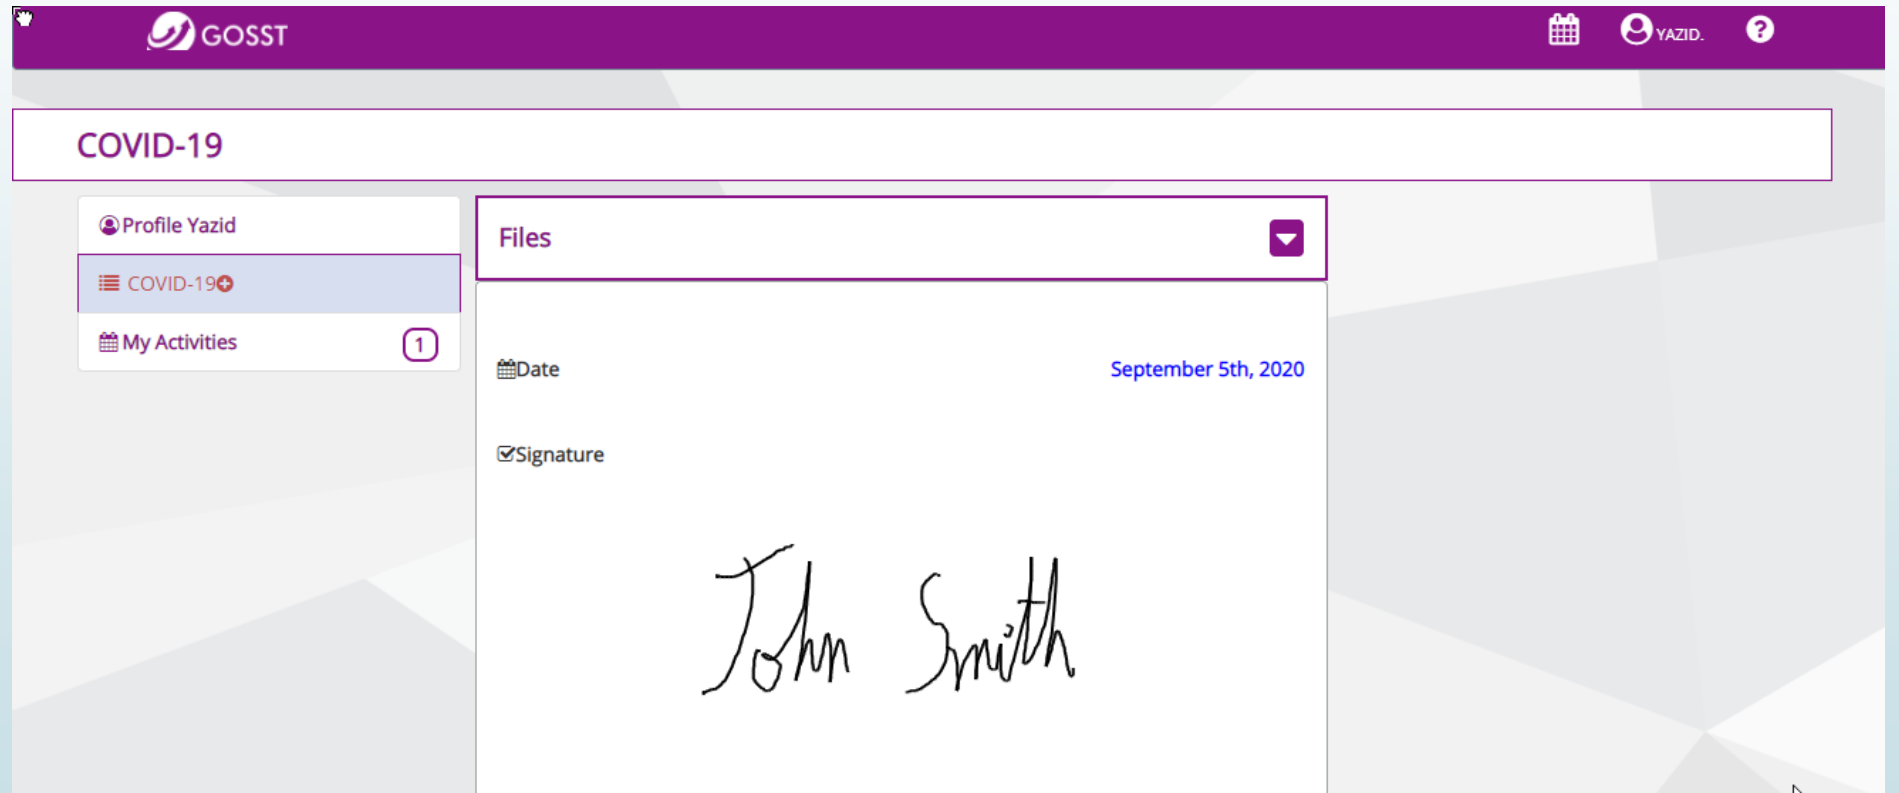 GOSST
YAZID.
COVID-19
Profile Yazid
COVID-19
My Activities
1
Files
Date
September 5th, 2020
Signature
John Smith